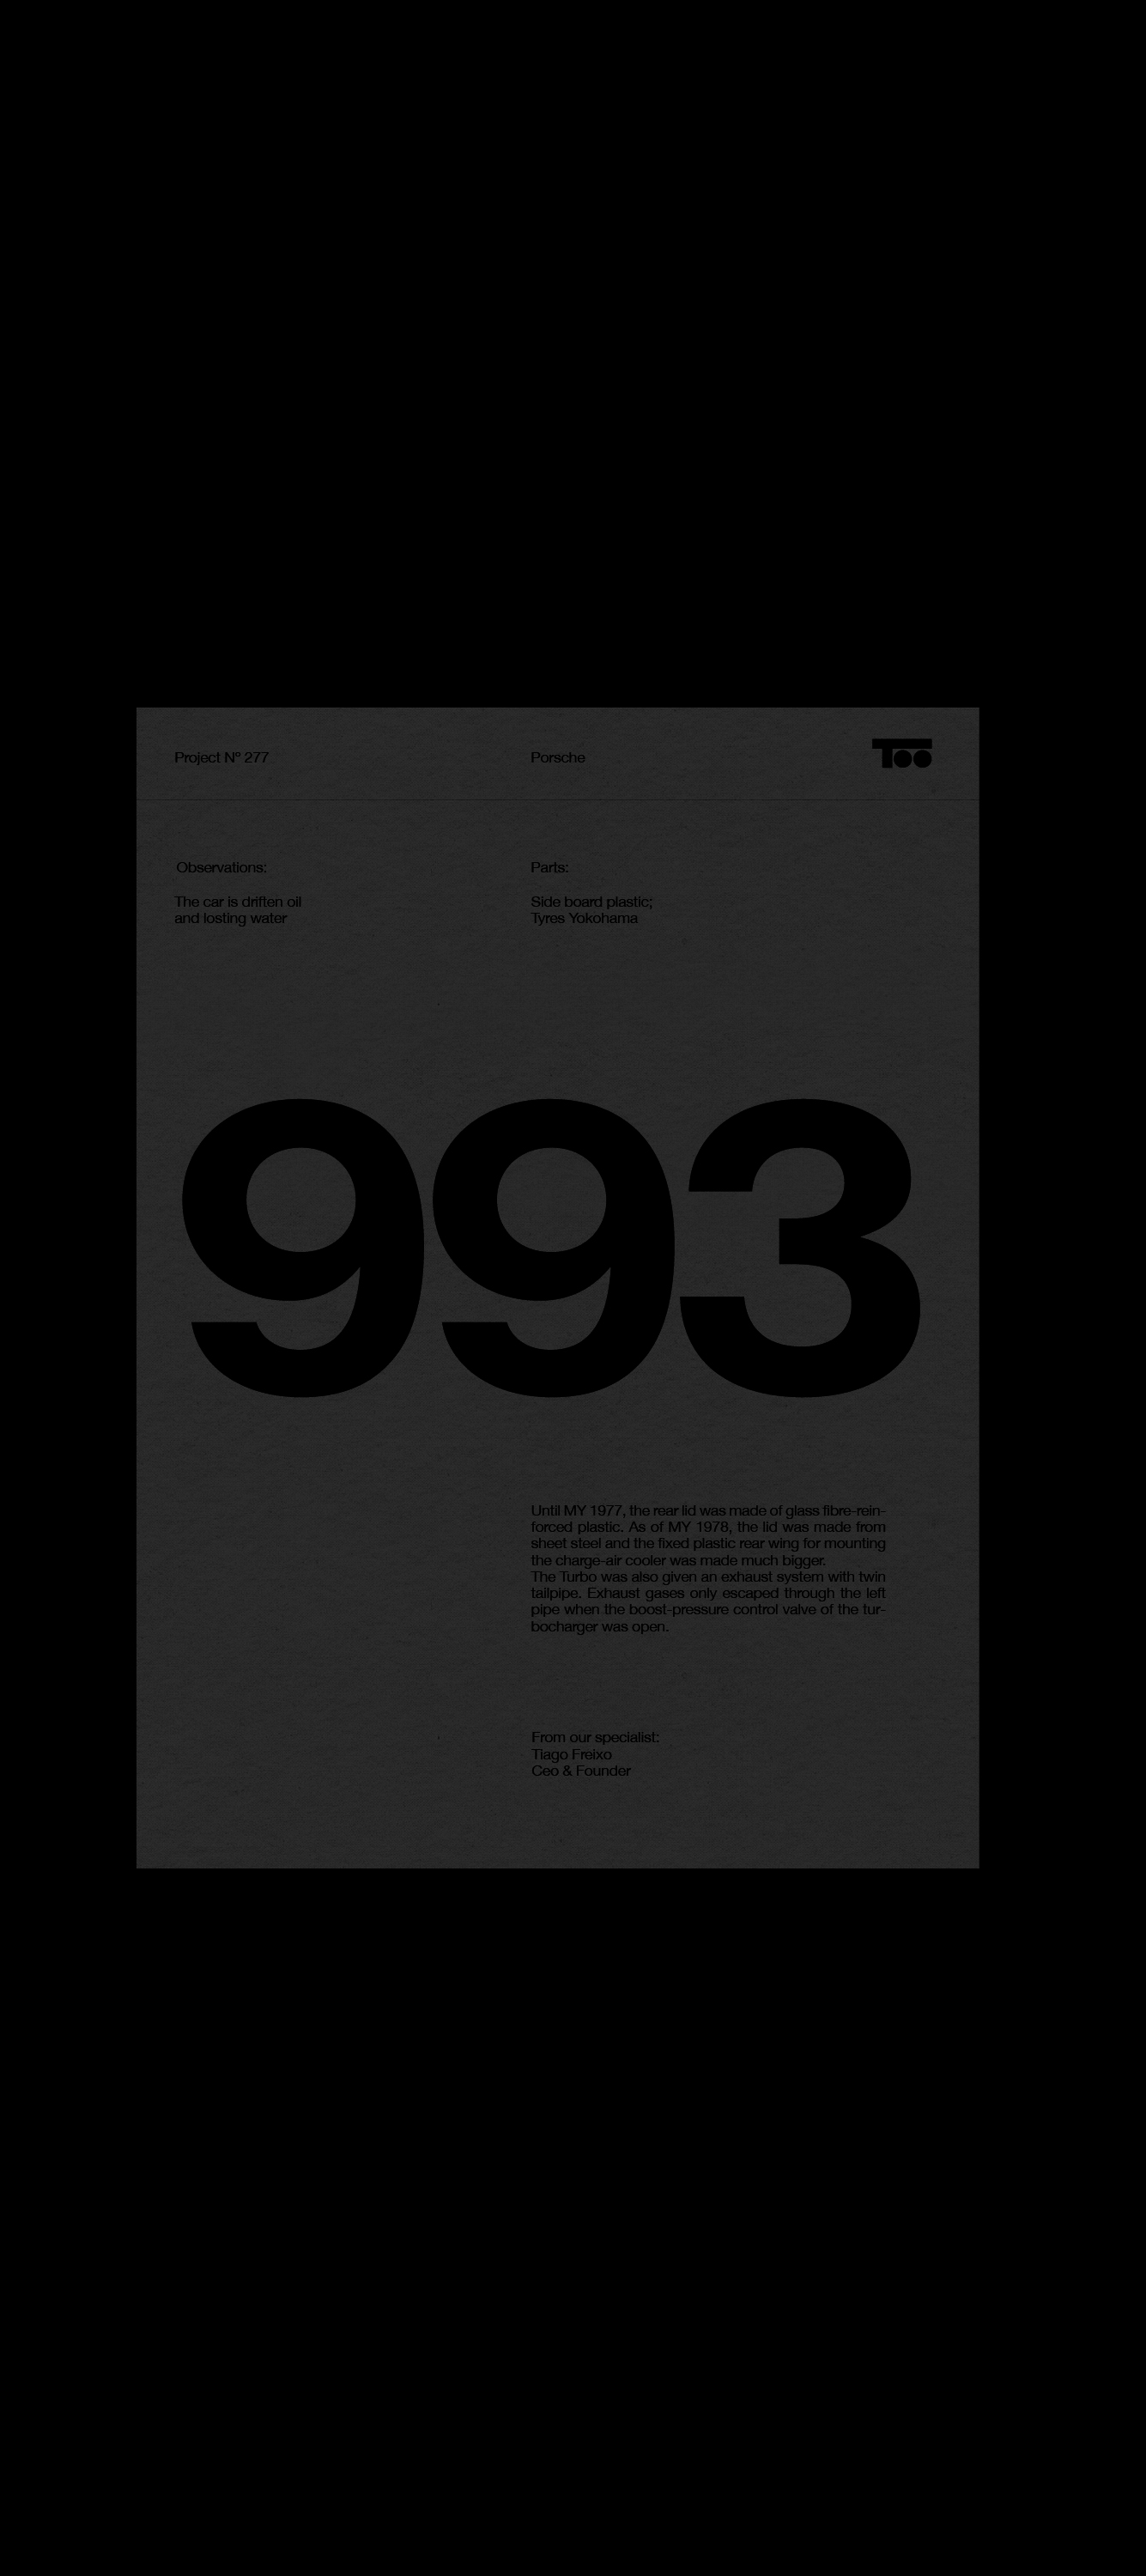 Project Nº 277
Porsche
Too
Observations:
The car is driften oil
and losting water
Parts:
Side board plastic;
Tyres Yokohama
993
Until MY 1977, the rear lid was made of glass fibre-rein-
forced plastic. As of MY 1978, the lid was made from
sheet steel and the fixed plastic rear wing for mounting
the charge-air cooler was made much bigger.
The Turbo was also given an exhaust system with twin
tailpipe. Exhaust gases only escaped through the left
pipe when the boost-pressure control valve of the tur-
bocharger was open.
From our specialist:
Tiago Freixo
Ceo & Founder